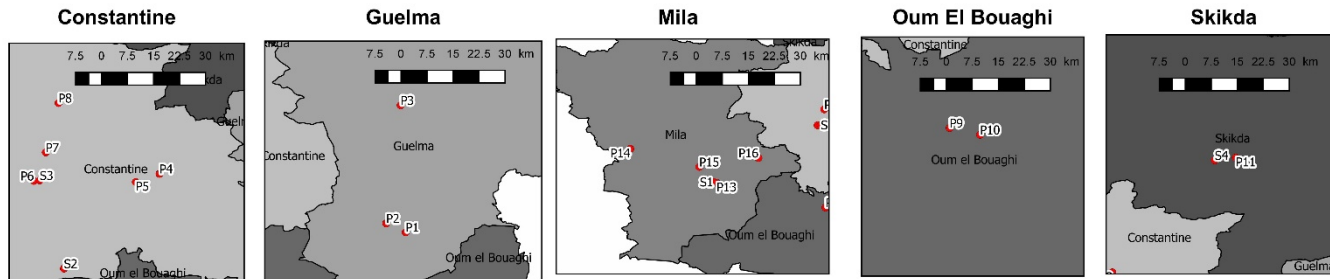 Constantine
Guelma
Mila
Oum El Bouaghi
Skikda
7.5 0 7.5 15 22.5 30 km
P8
P7
Constantine
P4
P6
S3
P5
S2
Oum el Bouaghi
7.5 0 7.5 15 22.5 30 km
P3
Guelma
Constantine
P2
P1
Oum el Bouaghi
Skikda
7.5 0 7.5 15 22.5 30 km
Mila
P14
P15
P16
S1
P13
Oum el Bouaghi
Constantine
7.5 0 7.5 15 22.5 30 km
P9
P10
Oum el Bouaghi
7.5 0 7.5 15 22.5 30 km
Skikda
S4
P11
Constantine
Guelma